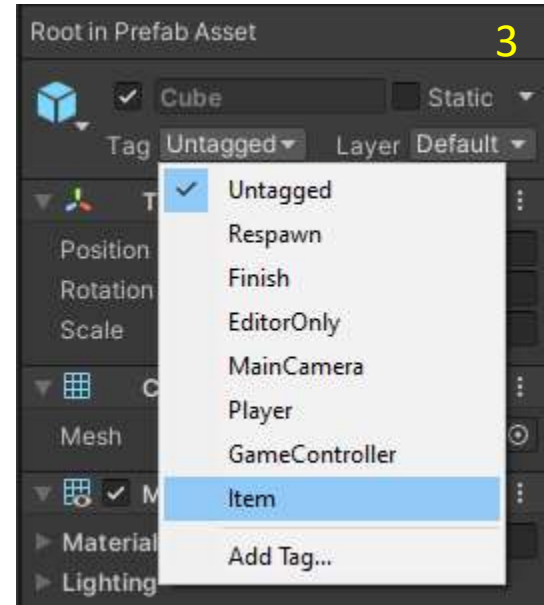 Root in Prefab Asset
3
Cube Static
Tag Untagged Layer Default
T
Untagged
Respawn
Finish
EditorOnly
MainCamera
Player
GameController
Item
Add Tag...
Position
Rotation
Scale
C
Mesh
M
Material
Lighting